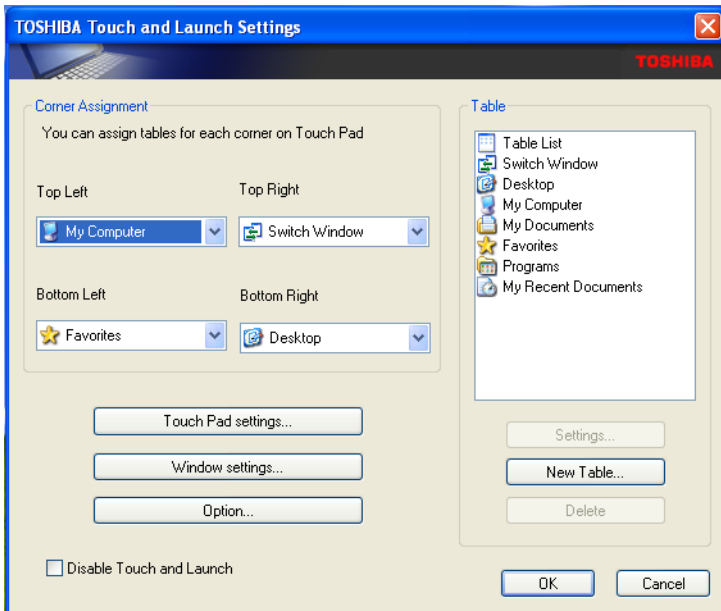 TOSHIBA Touch and Launch Settings
TOSHIBA
Corner Assignment
You can assign tables for each corner on Touch Pad
Top Left
Top Right
My Computer
Switch Window
Bottom Left
Bottom Right
Favorites
Desktop
Touch Pad settings...
Window settings...
Option...
Disable Touch and Launch
Table
Table List
Switch Window
Desktop
My Computer
My Documents
Favorites
Programs
My Recent Documents
Settings...
New Table...
Delete
OK
Cancel